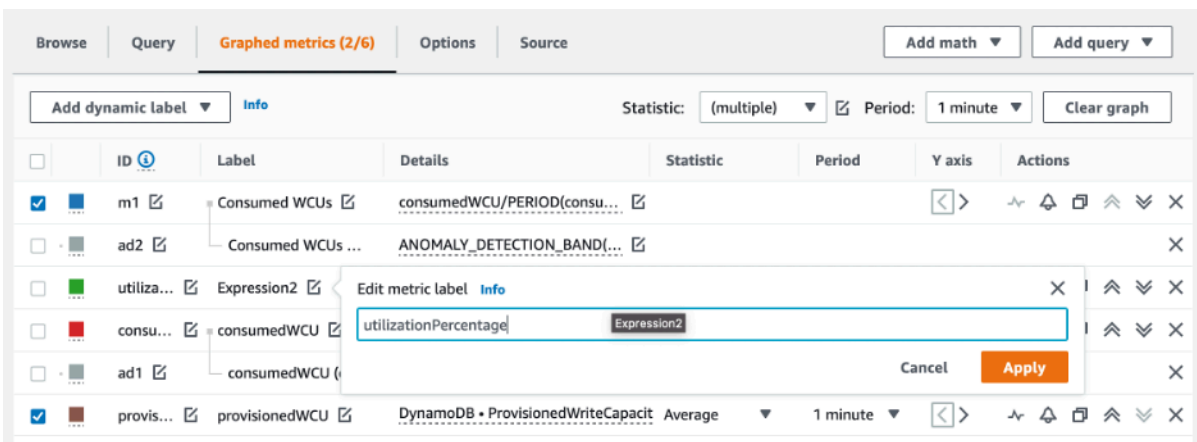 Browse Query Graphed metrics (2/6) Options Source Add math Add query
Add dynamic label Info Statistic: (multiple) Period: 1 minute Clear graph
ID Label Details Statistic Period Y axis Actions
m1 Consumed WCUs consumedWCU/PERIOD(consu...
ad2 Consumed WCUs ... ANOMALY_DETECTION_BAND(...
utiliza... Expression2
Edit metric label Info
utilizationPercentage Expression2
consu... consumedWCU
Cancel Apply
ad1 consumedWCU (
provis... provisionedWCU DynamoDB • ProvisionedWriteCapacit Average 1 minute